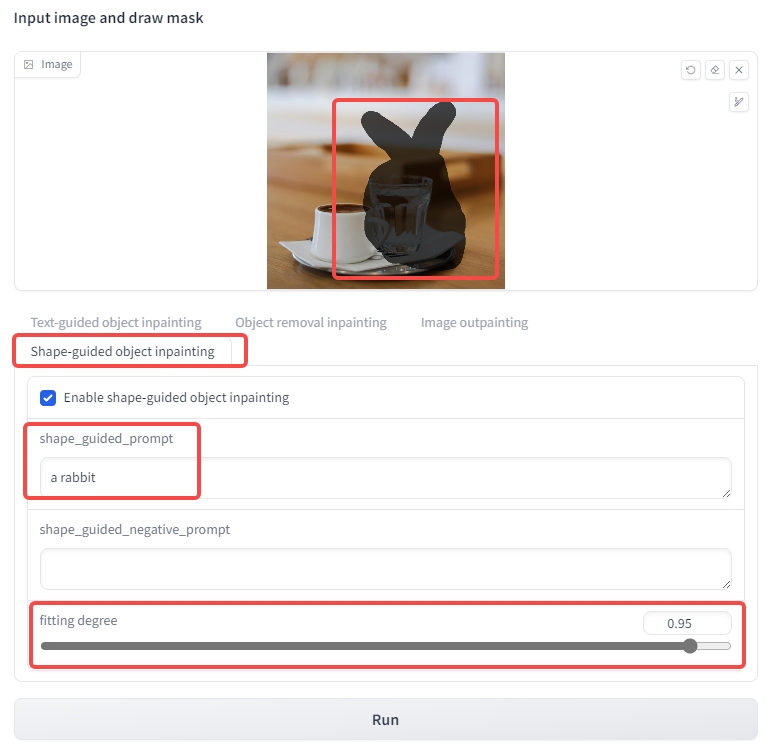 Input image and draw mask
Image
Text-guided object inpainting Object removal inpainting Image outpainting
Shape-guided object inpainting
Enable shape-guided object inpainting
shape_guided_prompt
a rabbit
shape_guided_negative_prompt
fitting degree 0.95
Run